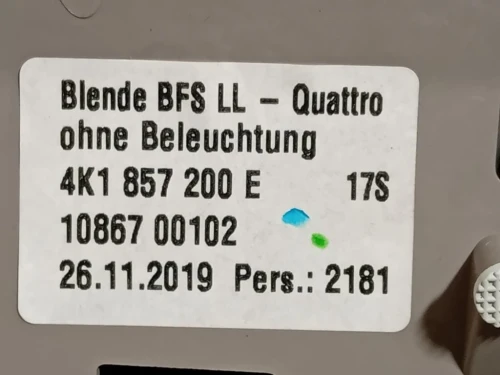 Blende BFS LL – Quattro
ohne Beleuchtung
4K1 857 200 E 17S
10867 00102
26.11.2019 Pers.: 2181